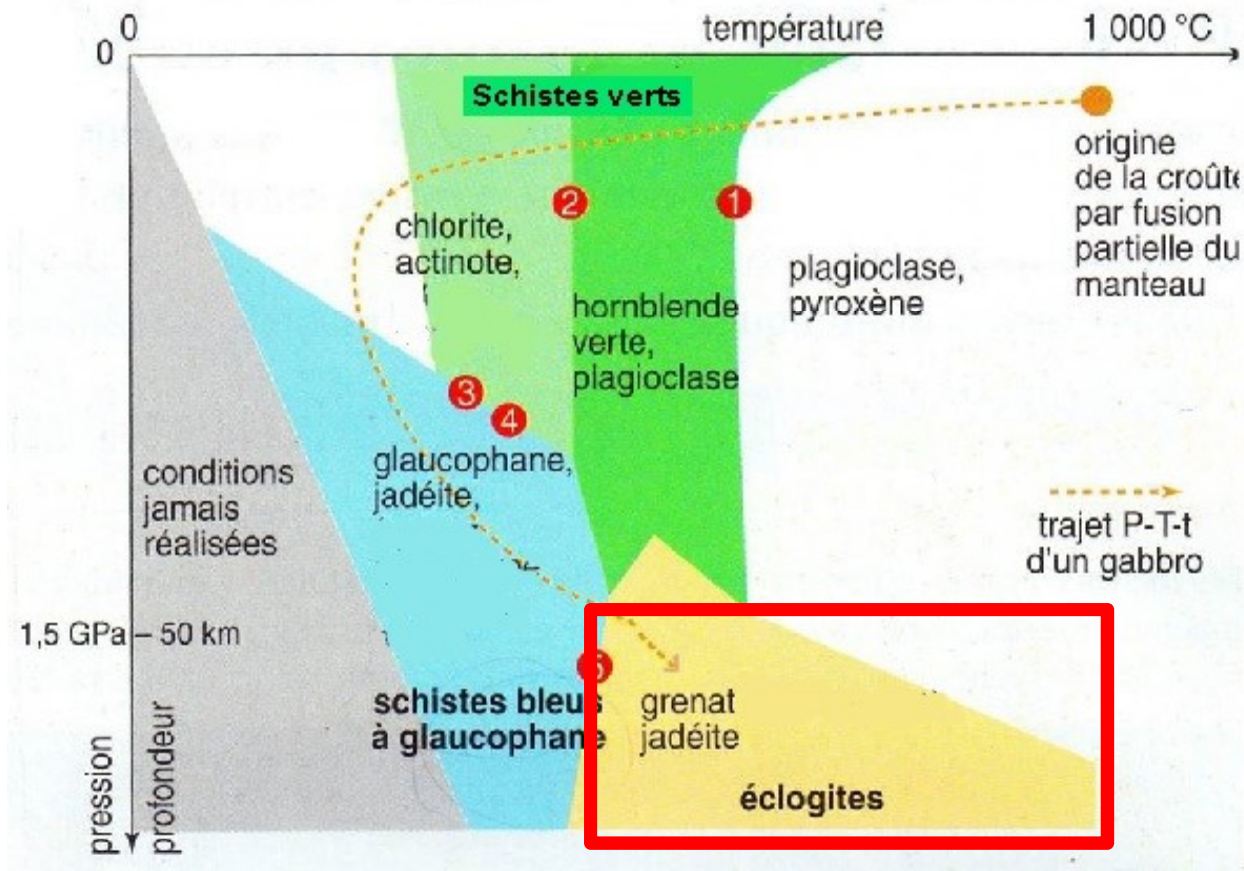 0
température
1 000 °C
0
Schistes verts
origine
de la croûte
par fusion
partielle du
manteau
2
1
chlorite,
actinote,
plagioclase,
pyroxène
hornblende
verte,
plagioclase
3
4
glaucophane,
jadéite,
conditions
jamais
réalisées
trajet P-T-t
d'un gabbro
1,5 GPa
50 km
5
schistes bleus
à glaucophane
grenat
jadéite
éclogites
pression
profondeur